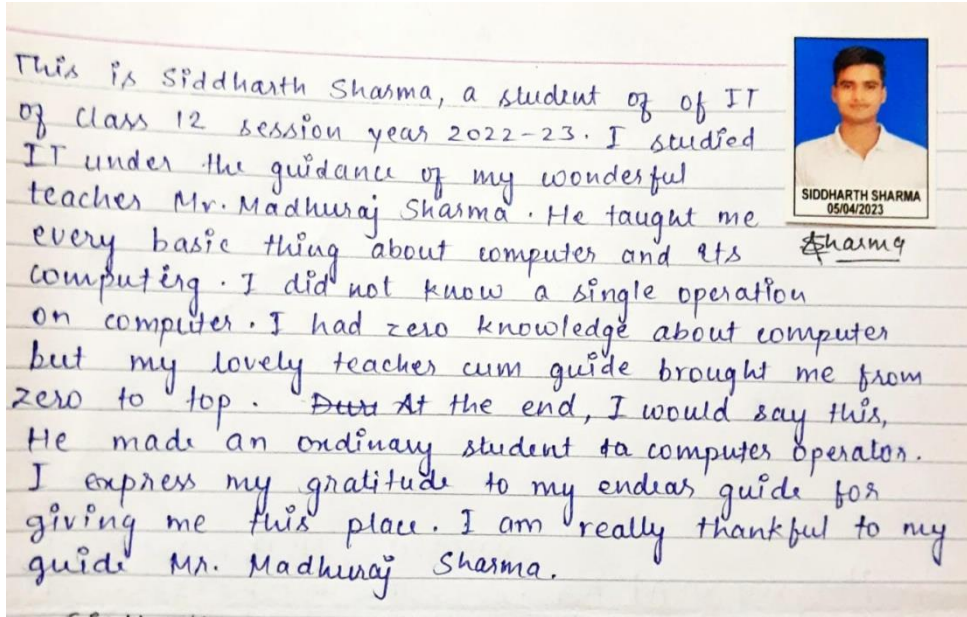 This is Siddharth Sharma, a student of of IT
of Class 12 session year 2022-23. I studied
IT under the guidance of my wonderful
teacher Mr. Madhuraj Sharma. He taught me
SIDDHARTH SHARMA
05/04/2023
every basic thing about computer and its
Sharma
computing. I did not know a single operation
on computer. I had zero knowledge about computer
but my lovely teacher cum guide brought me from
zero to top. At the end, I would say this,
He made an ordinary student to computer operator.
I express my gratitude to my endear guide for
giving me this place. I am really thankful to my
guide Mr. Madhuraj Sharma.